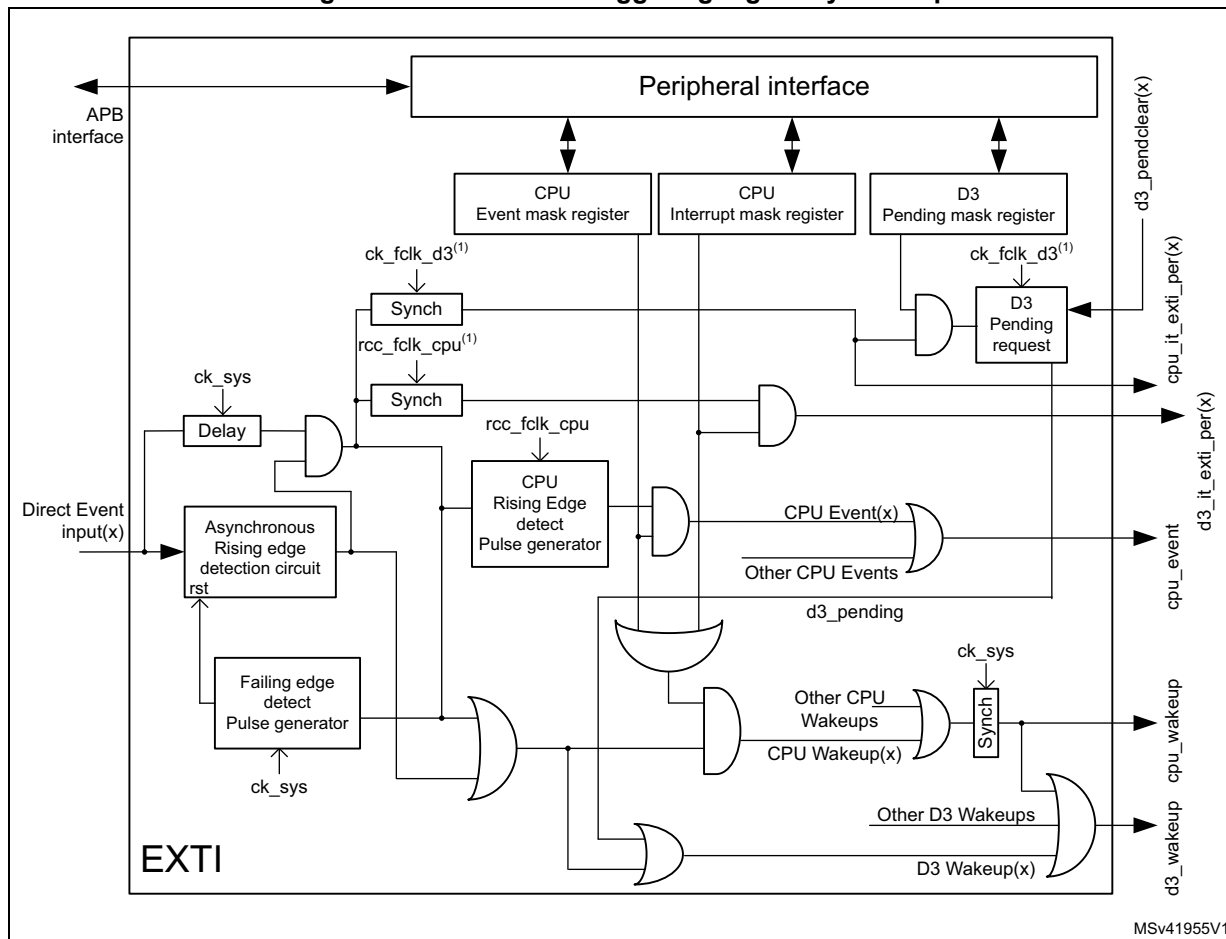 Peripheral interface
APB
interface
CPU
Event mask register
CPU
Interrupt mask register
D3
Pending mask register
d3_pendclear(x)
ck_fclk_d3(1)
Synch
ck_fclk_d3(1)
D3
Pending
request
cpu_it_exti_per(x)
rcc_fclk_cpu(1)
Synch
ck_sys
Delay
d3_it_exti_per(x)
rcc_fclk_cpu
CPU
Rising Edge
detect
Pulse generator
Direct Event
input(x)
Asynchronous
Rising edge
detection circuit
rst
CPU Event(x)
Other CPU Events
cpu_event
d3_pending
Failing edge
detect
Pulse generator
ck_sys
ck_sys
Other CPU
Wakeups
Synch
CPU Wakeup(x)
cpu_wakeup
Other D3 Wakeups
D3 Wakeup(x)
d3_wakeup
EXTI
MSv41955V1